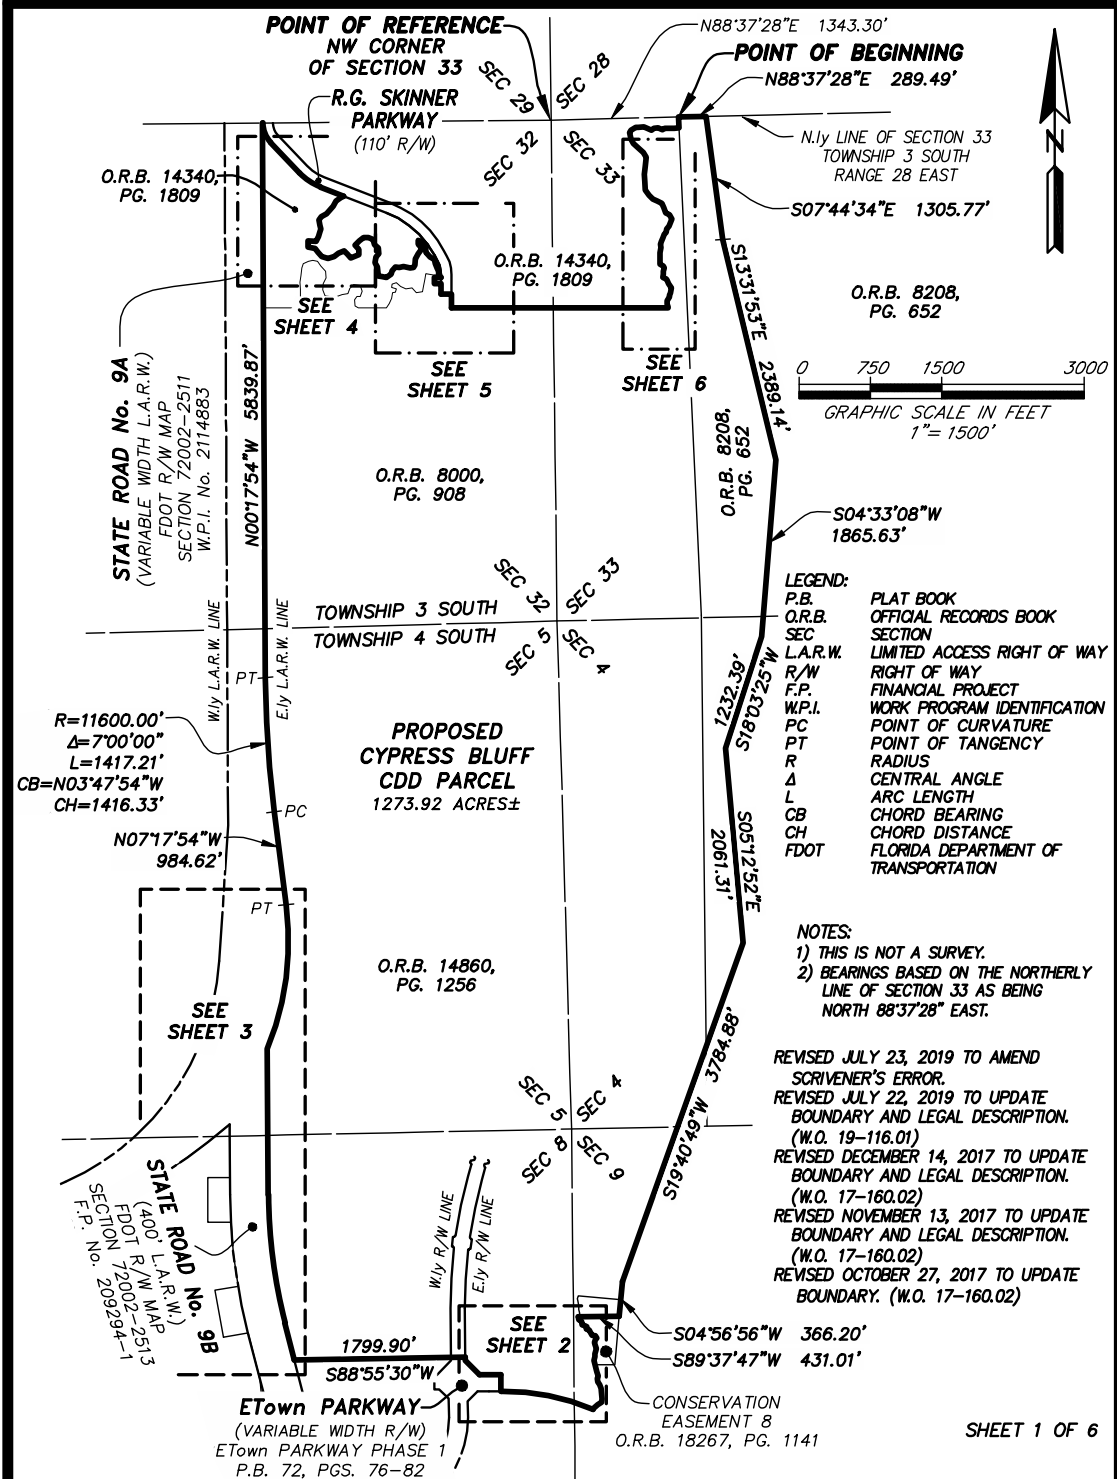 POINT OF REFERENCE
NW CORNER
OF SECTION 33
N88°37'28"E 1343.30'
POINT OF BEGINNING
N88°37'28"E 289.49'
SEC 29
SEC 28
SEC 32
SEC 33
R.G. SKINNER
PARKWAY
(110' R/W)
N
N.ly LINE OF SECTION 33
TOWNSHIP 3 SOUTH
RANGE 28 EAST
O.R.B. 14340,
PG. 1809
S07°44'34"E 1305.77'
O.R.B. 14340,
PG. 1809
S13°31'53"E 2389.14'
O.R.B. 8208,
PG. 652
SEE
SHEET 4
SEE
SHEET 5
SEE
SHEET 6
0 750 1500 3000
GRAPHIC SCALE IN FEET
1"= 1500'
STATE ROAD No. 9A
(VARIABLE WIDTH L.A.R.W.)
FDOT R/W MAP
SECTION 72002-2511
W.P.I. No. 2114883
N00°17'54"W 5839.87'
O.R.B. 8208,
PG. 652
O.R.B. 8000,
PG. 908
S04°33'08"W
1865.63'
SEC 32
SEC 33
TOWNSHIP 3 SOUTH
TOWNSHIP 4 SOUTH
SEC 5
SEC 4
W.ly L.A.R.W. LINE
E.ly L.A.R.W. LINE
LEGEND:
P.B. PLAT BOOK
O.R.B. OFFICIAL RECORDS BOOK
SEC SECTION
L.A.R.W. LIMITED ACCESS RIGHT OF WAY
R/W RIGHT OF WAY
F.P. FINANCIAL PROJECT
W.P.I. WORK PROGRAM IDENTIFICATION
PC POINT OF CURVATURE
PT POINT OF TANGENCY
R RADIUS
Δ CENTRAL ANGLE
L ARC LENGTH
CB CHORD BEARING
CH CHORD DISTANCE
FDOT FLORIDA DEPARTMENT OF
TRANSPORTATION
PT
1232.39'
S18°03'25"W
R=11600.00'
Δ=7°00'00"
L=1417.21'
CB=N03°47'54"W
CH=1416.33'
PROPOSED
CYPRESS BLUFF
CDD PARCEL
1273.92 ACRES±
PC
N07°17'54"W
984.62'
S05°12'52"E
2061.31'
PT
O.R.B. 14860,
PG. 1256
NOTES:
1) THIS IS NOT A SURVEY.
2) BEARINGS BASED ON THE NORTHERLY
LINE OF SECTION 33 AS BEING
NORTH 88°37'28" EAST.
SEE
SHEET 3
S19°40'49"W 3784.88'
REVISED JULY 23, 2019 TO AMEND
SCRIVENER'S ERROR.
REVISED JULY 22, 2019 TO UPDATE
BOUNDARY AND LEGAL DESCRIPTION.
(W.O. 19-116.01)
REVISED DECEMBER 14, 2017 TO UPDATE
BOUNDARY AND LEGAL DESCRIPTION.
(W.O. 17-160.02)
REVISED NOVEMBER 13, 2017 TO UPDATE
BOUNDARY AND LEGAL DESCRIPTION.
(W.O. 17-160.02)
REVISED OCTOBER 27, 2017 TO UPDATE
BOUNDARY. (W.O. 17-160.02)
SEC 5
SEC 4
SEC 8
SEC 9
STATE ROAD No. 9B
(400' L.A.R.W.)
FDOT R/W MAP
SECTION 72002-2513
F.P. No. 209294-1
W.ly R/W LINE
E.ly R/W LINE
SEE
SHEET 2
S04°56'56"W 366.20'
S89°37'47"W 431.01'
1799.90'
S88°55'30"W
ETown PARKWAY
(VARIABLE WIDTH R/W)
ETown PARKWAY PHASE 1
P.B. 72, PGS. 76-82
CONSERVATION
EASEMENT 8
O.R.B. 18267, PG. 1141
SHEET 1 OF 6